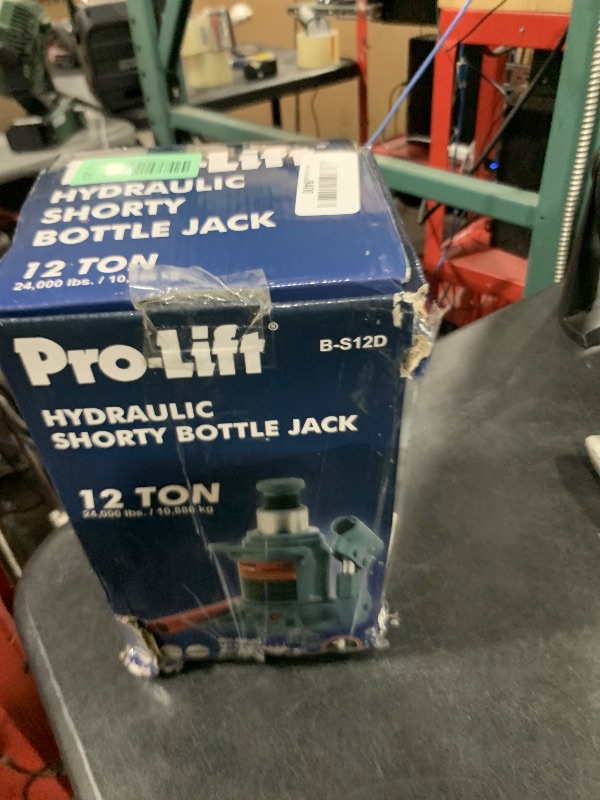 HYDRAULIC
SHORTY
BOTTLE JACK
12 TON
24,000 lbs. / 10,
Pro-Lift®
B-S12D
HYDRAULIC
SHORTY BOTTLE JACK
12 TON
24,000 lbs. / 10,886 kg